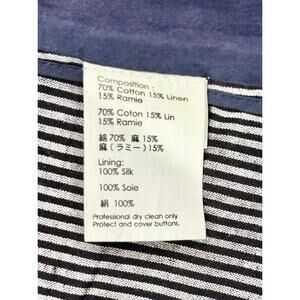 Composition :
70% Cotton 15% Linen
15% Ramie
70% Coton 15% Lin
15% Ramie
綿 70% 麻 15%
麻 (ラミー) 15%
Lining:
100% Silk
100% Soie
絹 100%
Professional dry clean only
Protect and cover buttons.